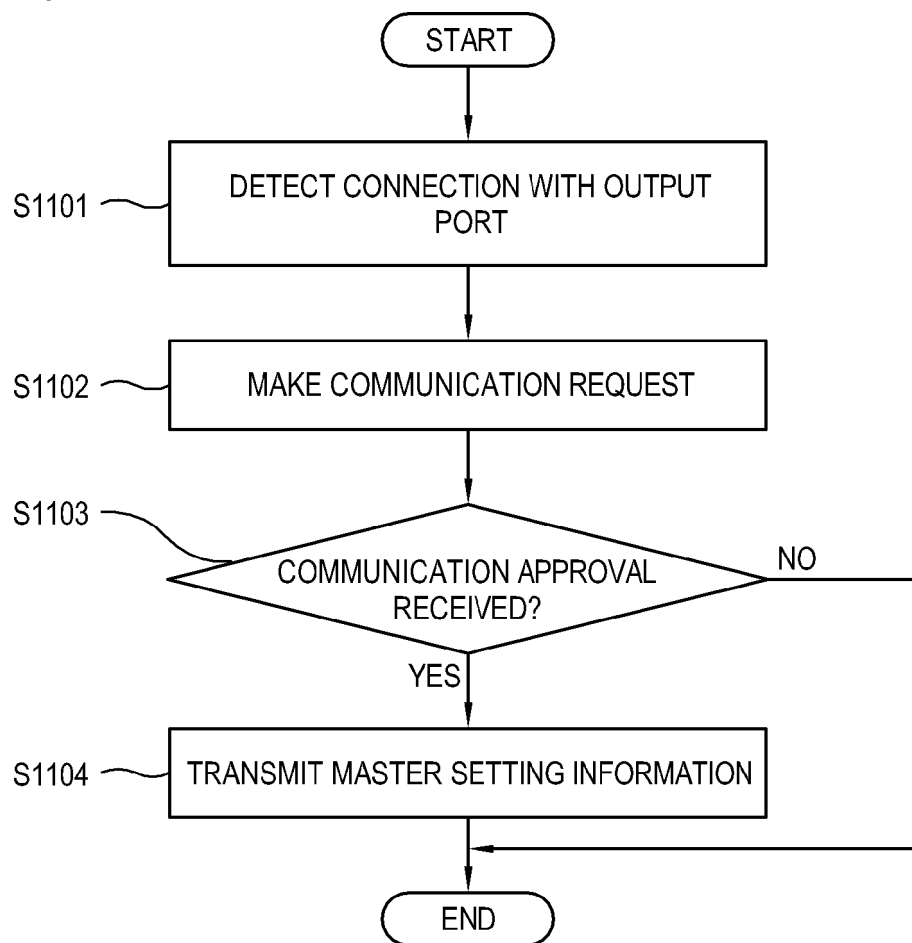 START
S1101
DETECT CONNECTION WITH OUTPUT
PORT
S1102
MAKE COMMUNICATION REQUEST
S1103
COMMUNICATION APPROVAL
RECEIVED?
NO
YES
S1104
TRANSMIT MASTER SETTING INFORMATION
END